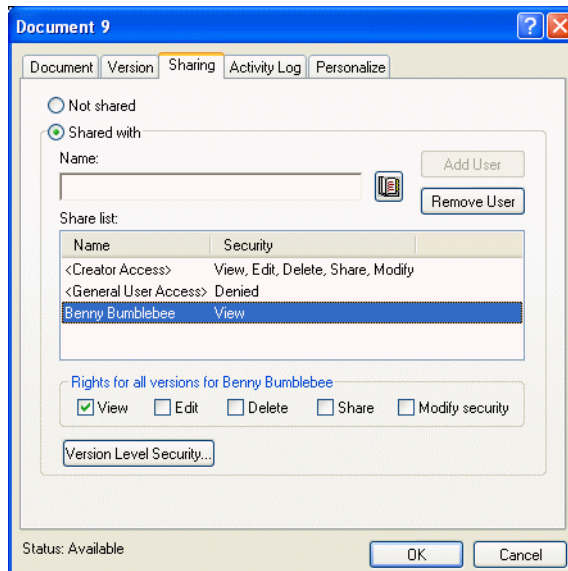 Document 9
Document Version Sharing Activity Log Personalize
Not shared
Shared with
Name:
Add User
Remove User
Share list:
Name Security
<Creator Access> View, Edit, Delete, Share, Modify
<General User Access> Denied
Benny Bumblebee View
Rights for all versions for Benny Bumblebee
View Edit Delete Share Modify security
Version Level Security...
Status: Available OK Cancel